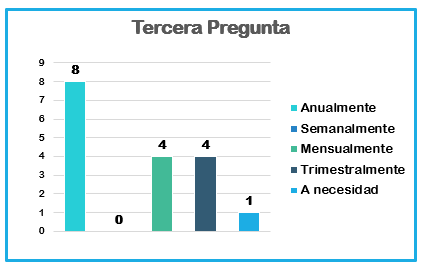 Tercera Pregunta
9
8
7
6
5
4
3
2
1
0
8
0
4
4
1
Anualmente
Semanalmente
Mensualmente
Trimestralmente
A necesidad